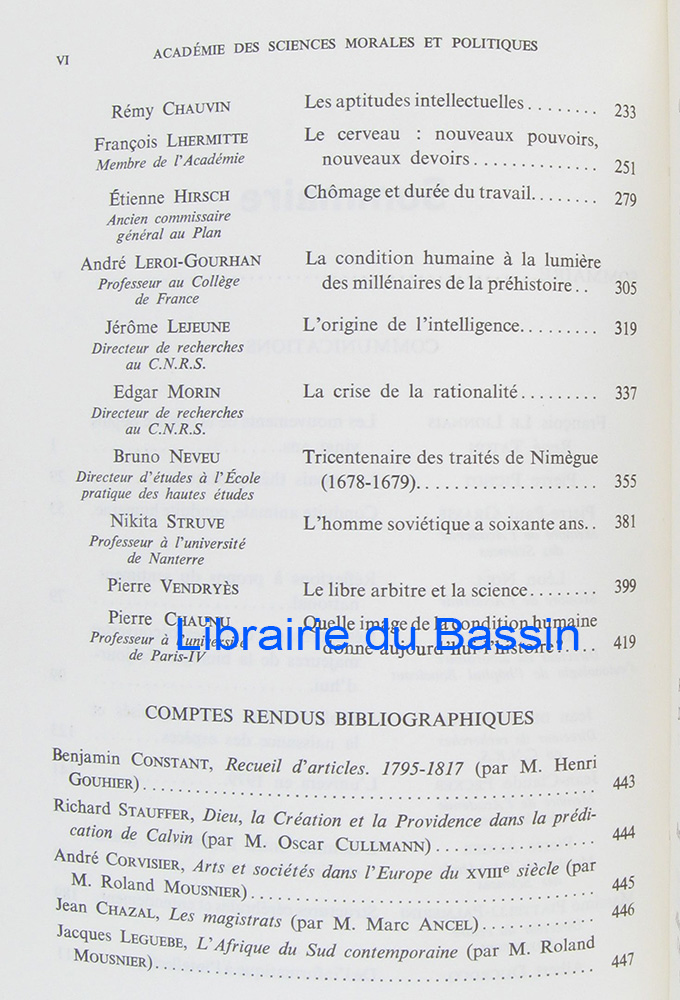 VI ACADÉMIE DES SCIENCES MORALES ET POLITIQUES
Rémy CHAUVIN Les aptitudes intellectuelles........ 233
François LHERMITTE Le cerveau : nouveaux pouvoirs,
Membre de l'Académie nouveaux devoirs.............. 251
Étienne HIRSCH Chômage et durée du travail........ 279
Ancien commissaire
général au Plan
André LEROI-GOURHAN La condition humaine à la lumière
Professeur au Collège des millénaires de la préhistoire.. 305
de France
Jérôme LEJEUNE L'origine de l'intelligence......... 319
Directeur de recherches
au C.N.R.S.
Edgar MORIN La crise de la rationalité......... 337
Directeur de recherches
au C.N.R.S.
Bruno NEVEU Tricentenaire des traités de Nimègue
Directeur d'études à l'École (1678-1679).................... 355
pratique des hautes études
Nikita STRUVE L'homme soviétique a soixante ans.. 381
Professeur à l'université
de Nanterre
Pierre VENDRYÈS Le libre arbitre et la science........ 399
Pierre CHAUNU Quelle image de la condition humaine
Professeur à l'université donne aujourd'hui l'histoire?..... 419
de Paris-IV
Librairie du Bassin
COMPTES RENDUS BIBLIOGRAPHIQUES
Benjamin CONSTANT, Recueil d'articles. 1795-1817 (par M. Henri
GOUHIER)........................................ 443
Richard STAUFFER, Dieu, la Création et la Providence dans la prédi-
cation de Calvin (par M. Oscar CULLMANN)................ 444
André CORVISIER, Arts et sociétés dans l'Europe du XVIIIe siècle (par
M. Roland MOUSNIER)................................ 445
Jean CHAZAL, Les magistrats (par M. Marc ANCEL)........... 446
Jacques LEGUEBE, L'Afrique du Sud contemporaine (par M. Roland
MOUSNIER)......................................... 447